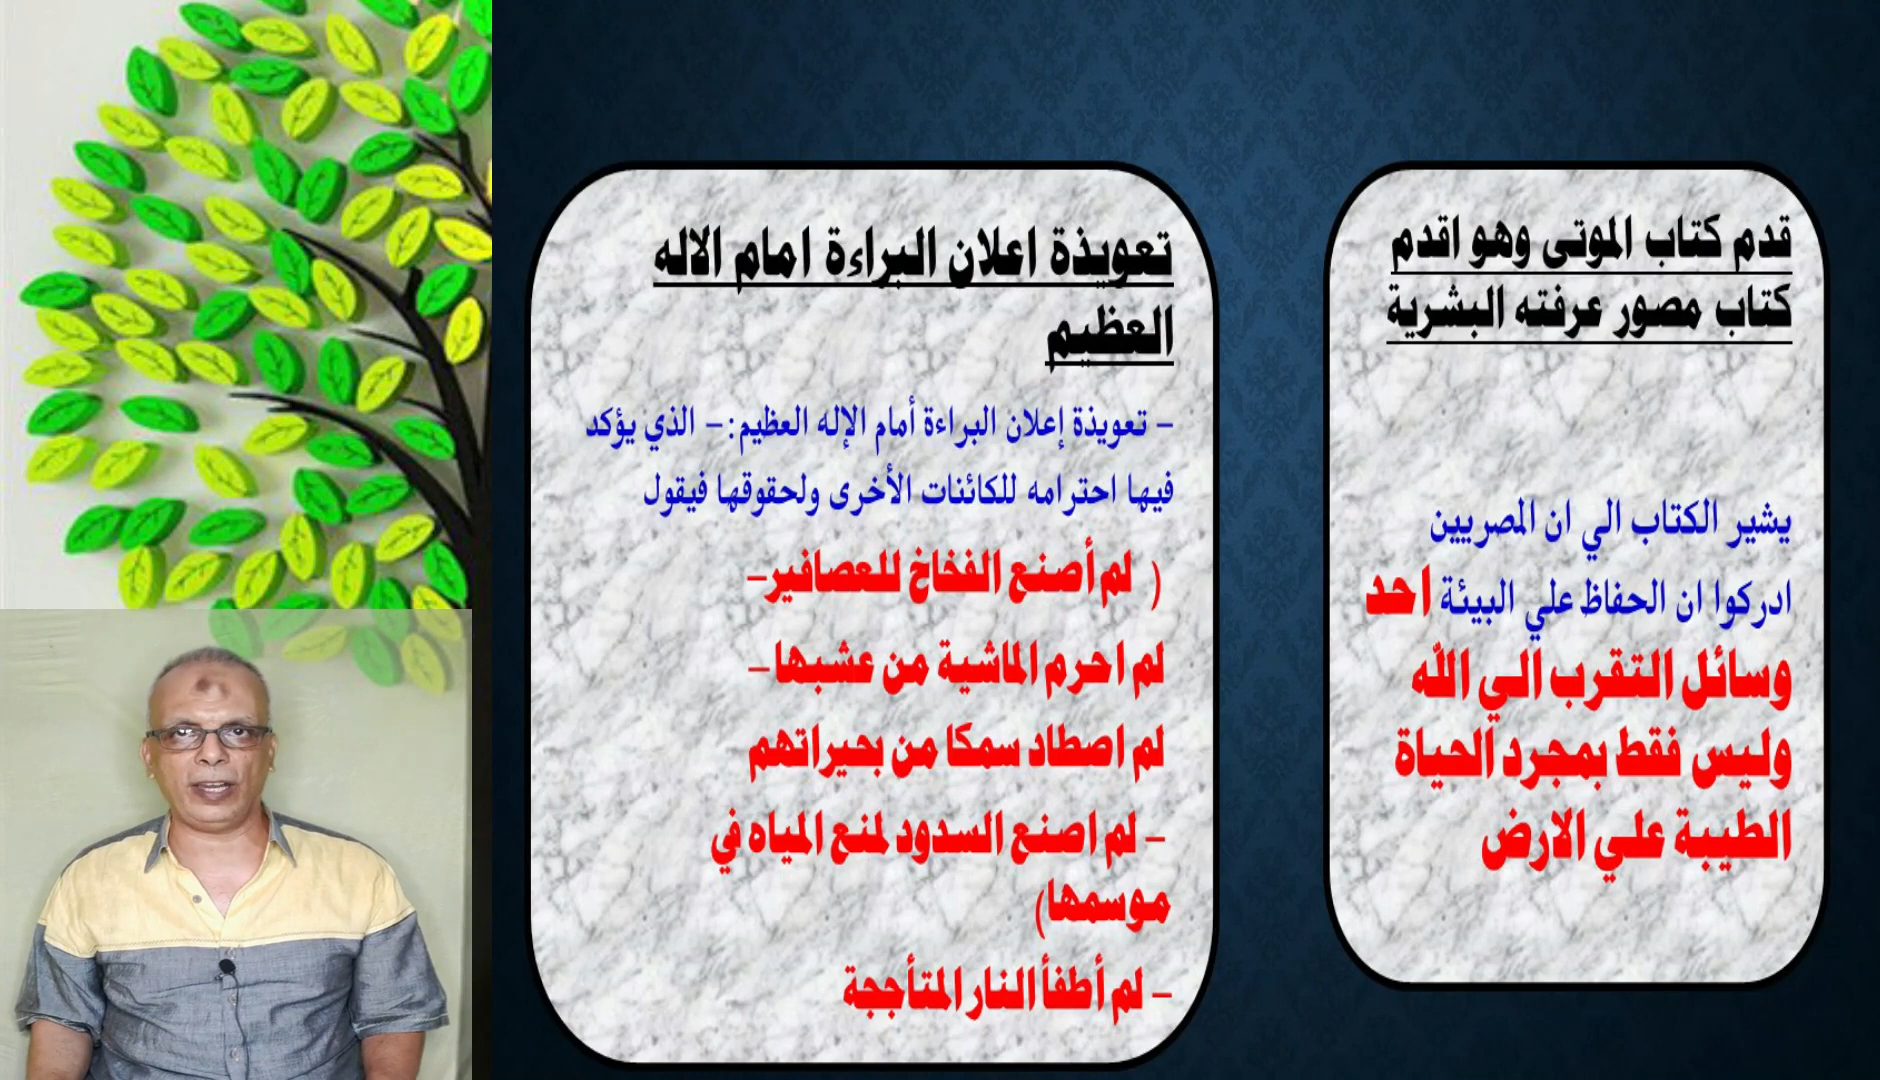 قدم كتاب الموتى وهو اقدم
كتاب مصور عرفته البشرية
يشير الكتاب الي ان المصريين
ادركوا ان الحفاظ علي البيئة احد
وسائل التقرب الي الله
وليس فقط بمجرد الحياة
الطيبة علي الارض
تعويذة اعلان البراءة امام الاله
العظيم
– تعويذة إعلان البراءة أمام الإله العظيم:– الذي يؤكد
فيها احترامه للكائنات الأخرى ولحقوقها فيقول
( لم أصنع الفخاخ للعصافير–
لم احرم الماشية من عشبها –
لم اصطاد سمكا من بحيراتهم
– لم اصنع السدود لمنع المياه في
موسمها)
– لم أطفأ النار المتأججة